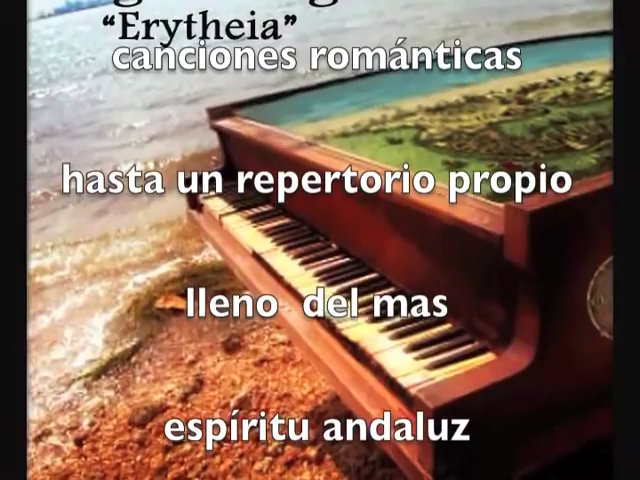 “Erytheia”
canciones románticas
hasta un repertorio propio
lleno del mas
espíritu andaluz